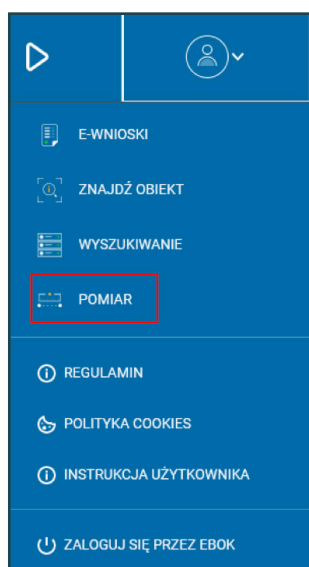 E-WNIOSKI
ZNAJDŹ OBIEKT
WYSZUKIWANIE
POMIAR
REGULAMIN
POLITYKA COOKIES
INSTRUKCJA UŻYTKOWNIKA
ZALOGUJ SIĘ PRZEZ EBOK